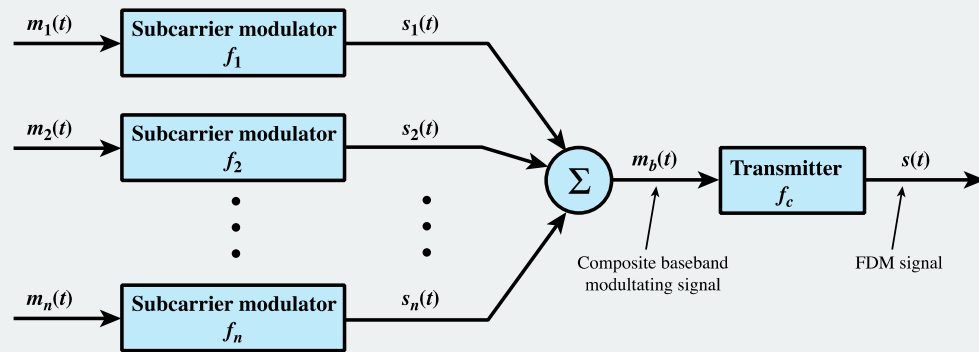 m1(t)
Subcarrier modulator
f1
s1(t)
m2(t)
Subcarrier modulator
f2
s2(t)
Σ
mb(t)
Transmitter
fc
s(t)
Composite baseband
modultating signal
FDM signal
mn(t)
Subcarrier modulator
fn
sn(t)